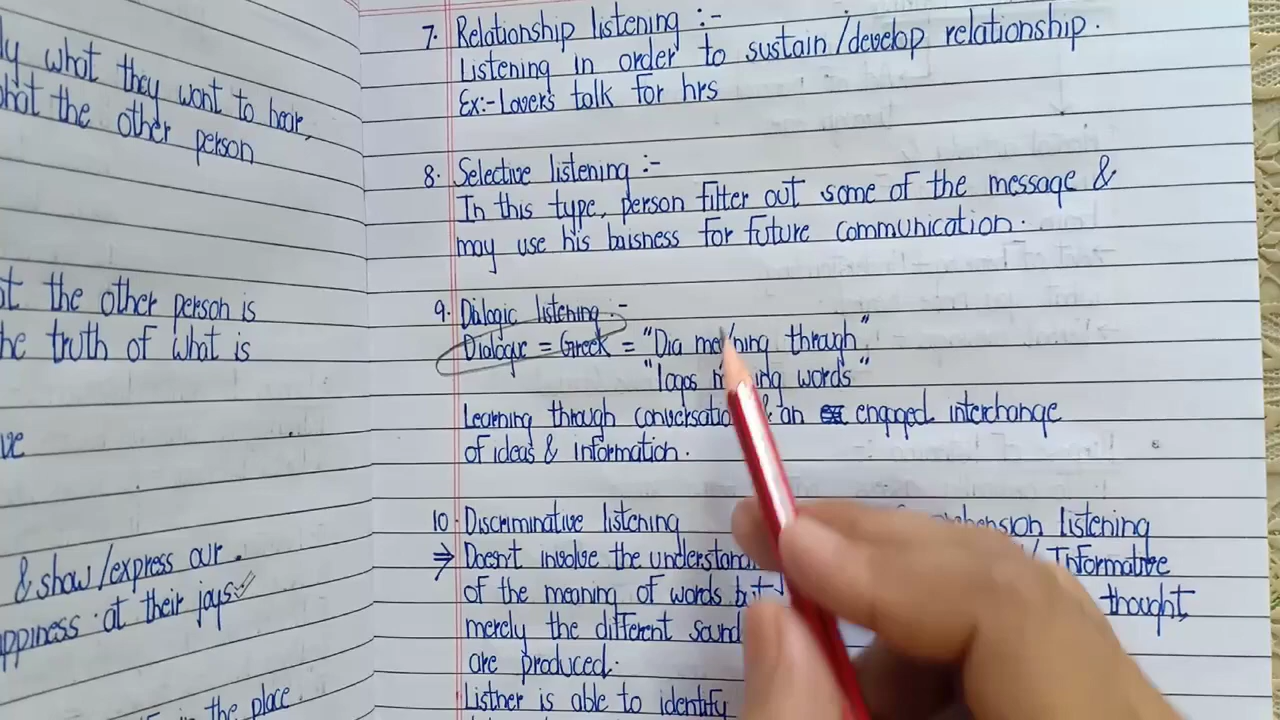 ly what they want to hear,
what the other person
t the other person is
he truth of what is
ve
& show/express our.
ppiness. at their joys
in the place.
7. Relationship listening :-
Listening in order to sustain/develop relationship.
Ex:- Lovers talk for hrs
8. Selective listening :-
In this type, person filter out some of the message &
may use his baisness for future communication.
9. Dialogic listening :-
Dialogue = Greek = "Dia meaning through"
"logos meaning words"
Learning through conversation & an engaged interchange
of ideas & information.
10. Discriminative listening
⇒ Doesn't involve the understand
of the meaning of words but
merely the different sound
are produced.
Listner is able to identify
listening
/ Informative
thought,